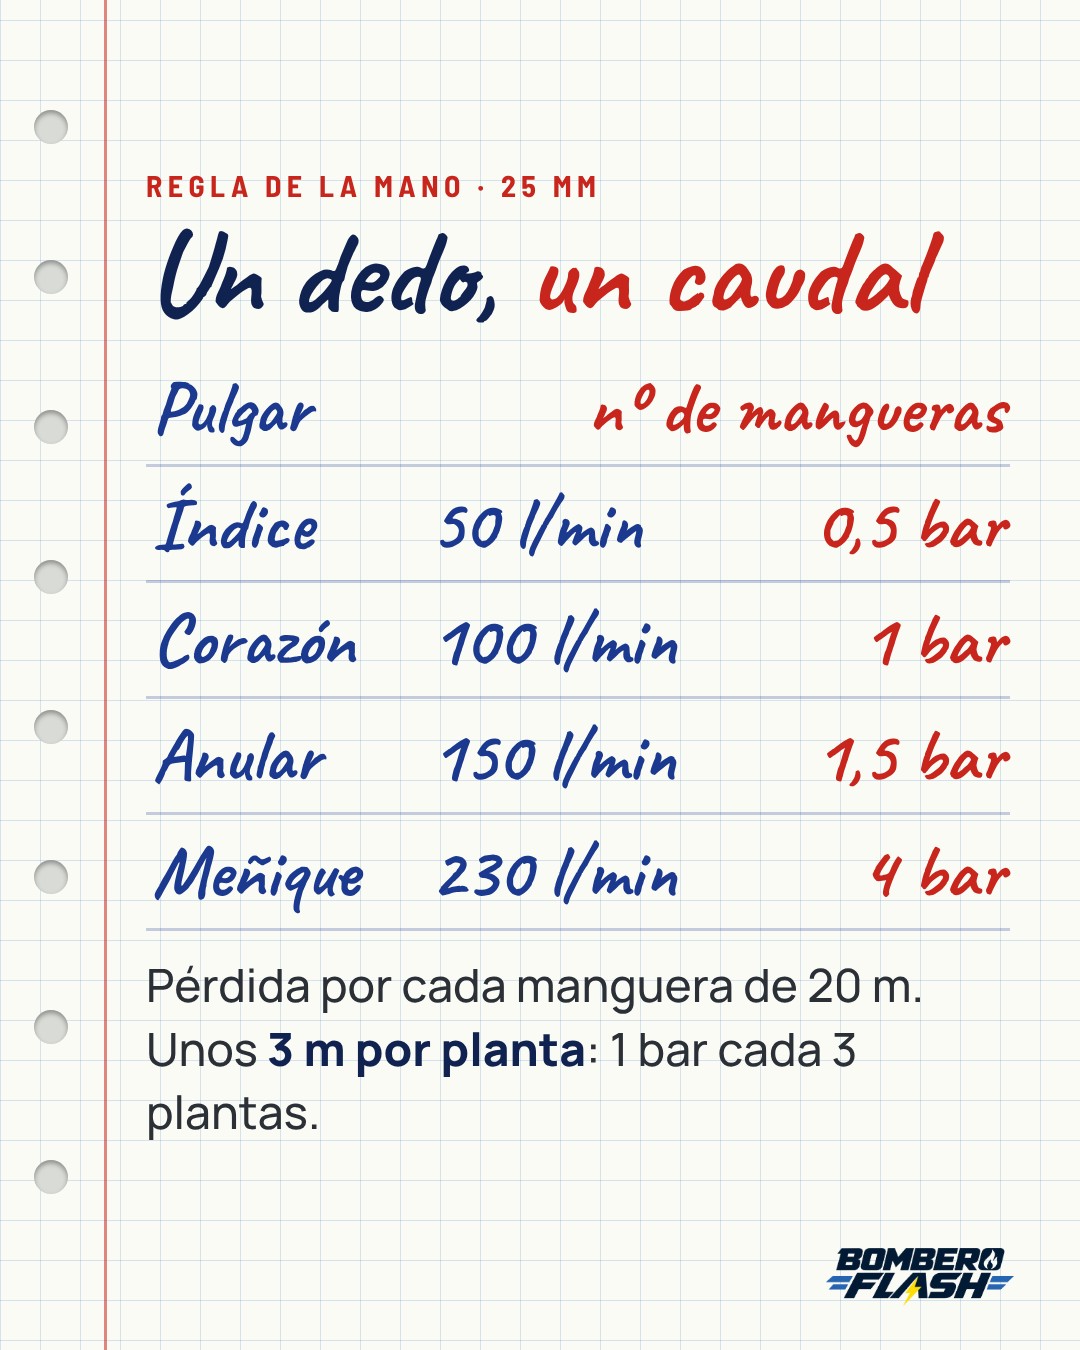 REGLA DE LA MANO · 25 MM
Un dedo, un caudal
Pulgar nº de mangueras
Índice 50 l/min 0,5 bar
Corazón 100 l/min 1 bar
Anular 150 l/min 1,5 bar
Meñique 230 l/min 4 bar
Pérdida por cada manguera de 20 m.
Unos 3 m por planta: 1 bar cada 3
plantas.
BOMBERO
FLASH